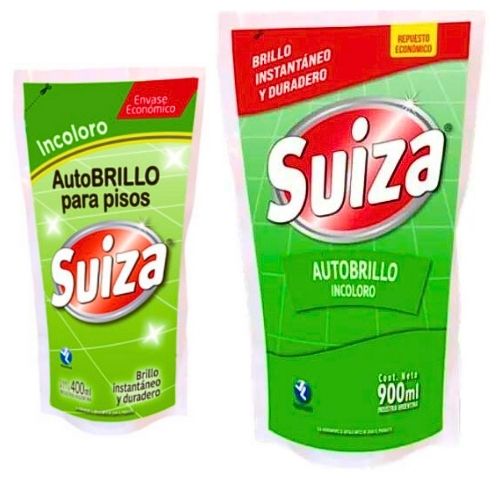 Envase
Económico
Incoloro
AutoBRILLO
para pisos
Suiza
400ml
Brillo
instantáneo
y duradero
REPUESTO
ECONÓMICO
BRILLO
INSTANTÁNEO
Y DURADERO
Suiza
®
AUTOBRILLO
INCOLORO
Cont. Neto
900ml
INDUSTRIA ARGENTINA